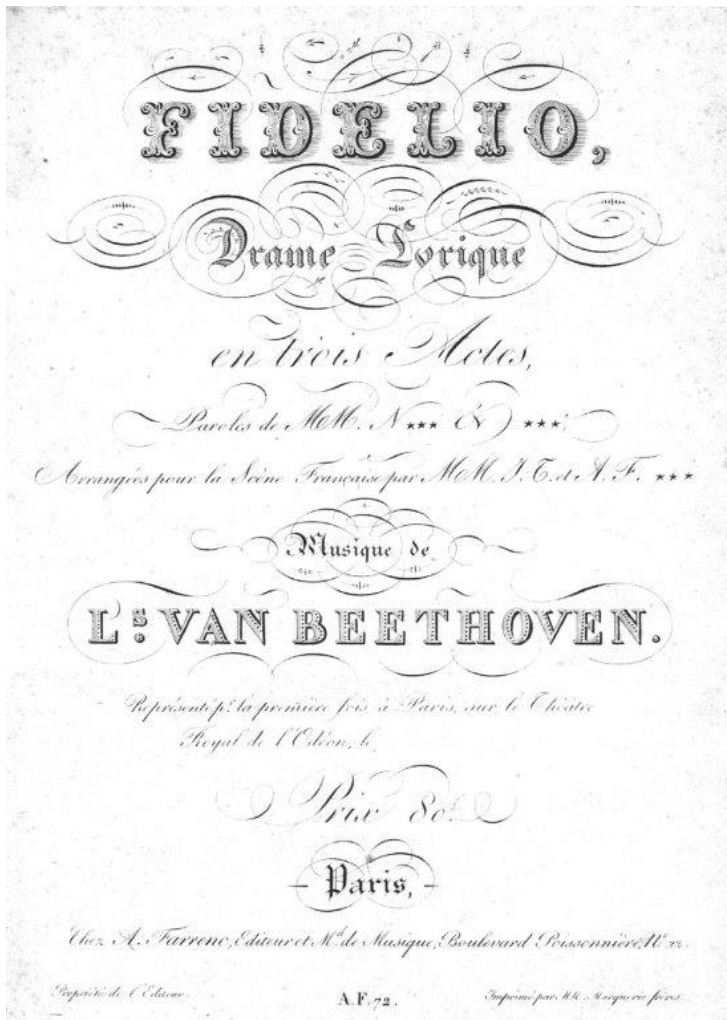 FIDELIO,
Drame Lyrique
en trois Actes,
Paroles de MM. N*** & ***,
Arrangées pour la Scène Française par MM. J. T. et A. F. ***
Musique de
Ls. VAN BEETHOVEN.
Représenté pr. la première fois à Paris, sur le Théâtre
Royal de l'Odéon, le
Prix 80f.
Paris,
Chez A. Farrenc, Editeur et Md. de Musique, Boulevard Poissonnière, No. 22.
Propriété de l'Editeur.
A.F.72.
Imprimé par MM. Marquerie frères.